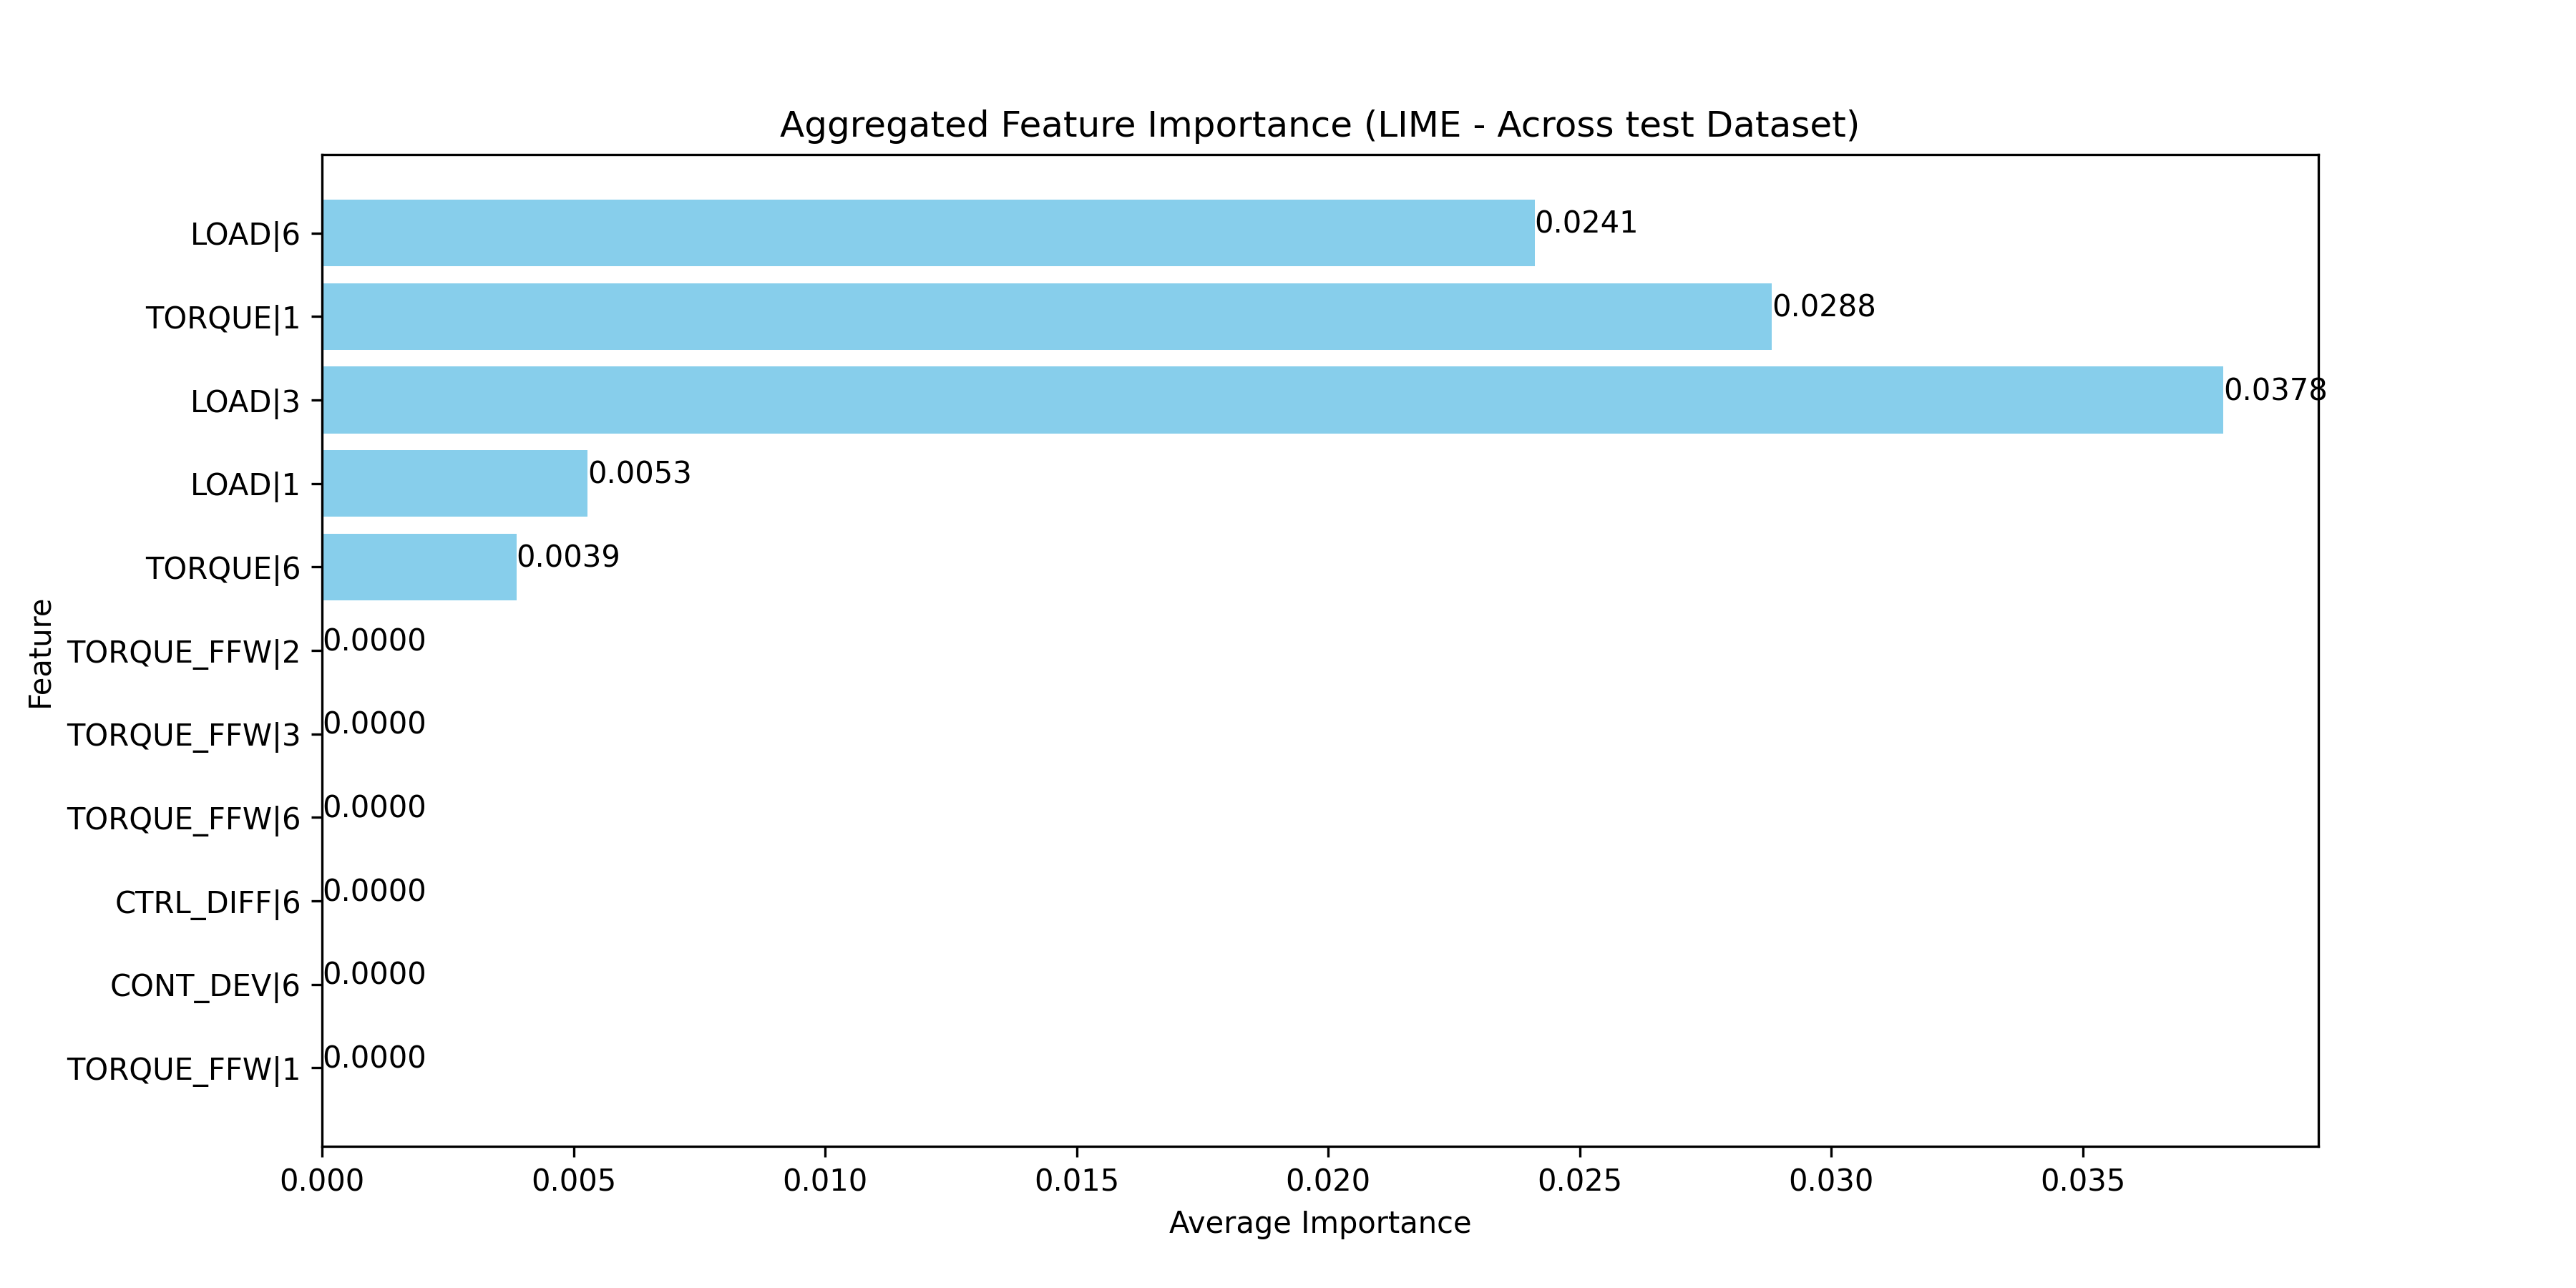 Aggregated Feature Importance (LIME - Across test Dataset)
LOAD|6 0.0241
TORQUE|1 0.0288
LOAD|3 0.0378
LOAD|1 0.0053
TORQUE|6 0.0039
TORQUE_FFW|2 0.0000
TORQUE_FFW|3 0.0000
TORQUE_FFW|6 0.0000
CTRL_DIFF|6 0.0000
CONT_DEV|6 0.0000
TORQUE_FFW|1 0.0000
Feature
0.000 0.005 0.010 0.015 0.020 0.025 0.030 0.035
Average Importance